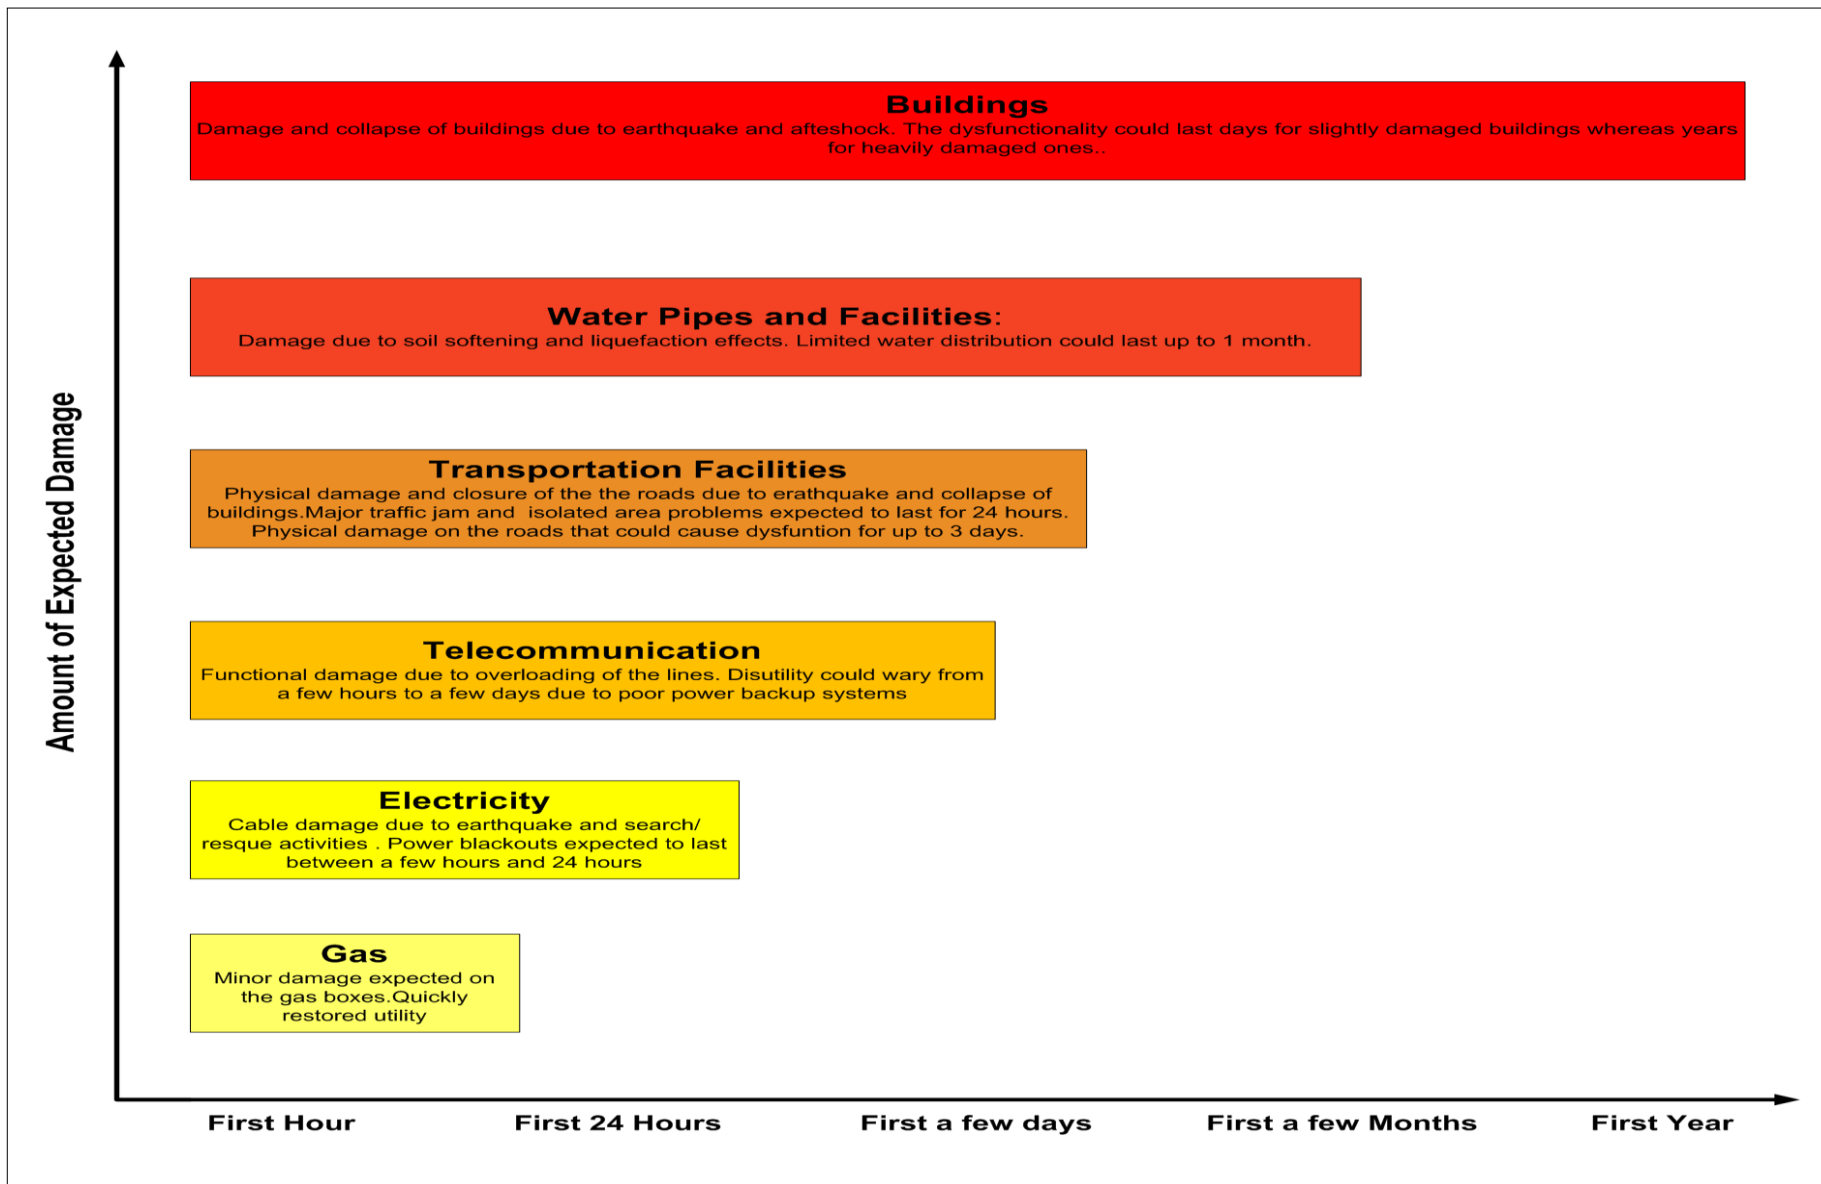 Buildings
Damage and collapse of buildings due to earthquake and afteshock. The dysfunctionality could last days for slightly damaged buildings whereas years
for heavily damaged ones..
Water Pipes and Facilities:
Damage due to soil softening and liquefaction effects. Limited water distribution could last up to 1 month.
Transportation Facilities
Physical damage and closure of the the roads due to erathquake and collapse of
buildings.Major traffic jam and  isolated area problems expected to last for 24 hours.
Physical damage on the roads that could cause dysfuntion for up to 3 days.
Telecommunication
Functional damage due to overloading of the lines. Disutility could wary from
a few hours to a few days due to poor power backup systems
Electricity
Cable damage due to earthquake and search/
resque activities . Power blackouts expected to last
between a few hours and 24 hours
Gas
Minor damage expected on
the gas boxes.Quickly
restored utility
Amount of Expected Damage
First Hour
First 24 Hours
First a few days
First a few Months
First Year